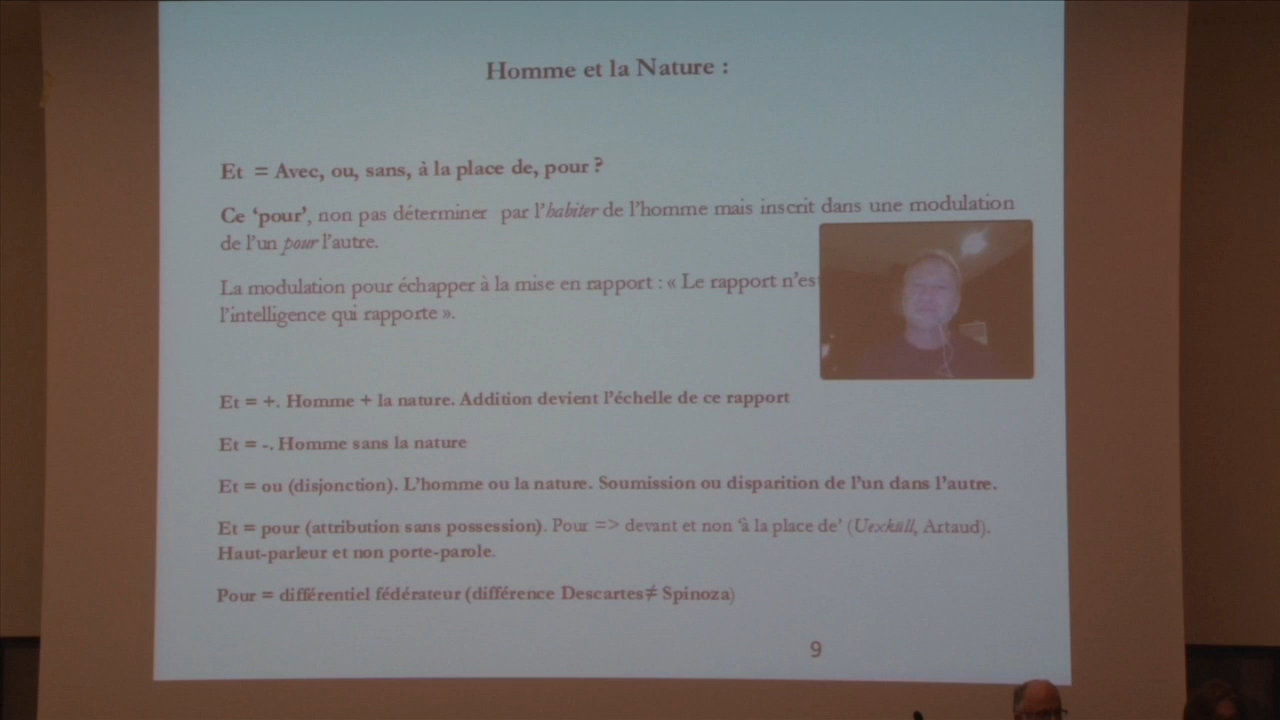 Homme et la Nature :
Et = Avec, ou, sans, à la place de, pour ?
Ce ‘pour’, non pas déterminer par l’habiter de l’homme mais inscrit dans une modulation
de l’un pour l’autre.
La modulation pour échapper à la mise en rapport : « Le rapport n’es
l’intelligence qui rapporte ».
Et = +. Homme + la nature. Addition devient l’échelle de ce rapport
Et = -. Homme sans la nature
Et = ou (disjonction). L’homme ou la nature. Soumission ou disparition de l’un dans l’autre.
Et = pour (attribution sans possession). Pour => devant et non ‘à la place de’ (Uexküll, Artaud).
Haut-parleur et non porte-parole.
Pour = différentiel fédérateur (différence Descartes ≠ Spinoza)
9